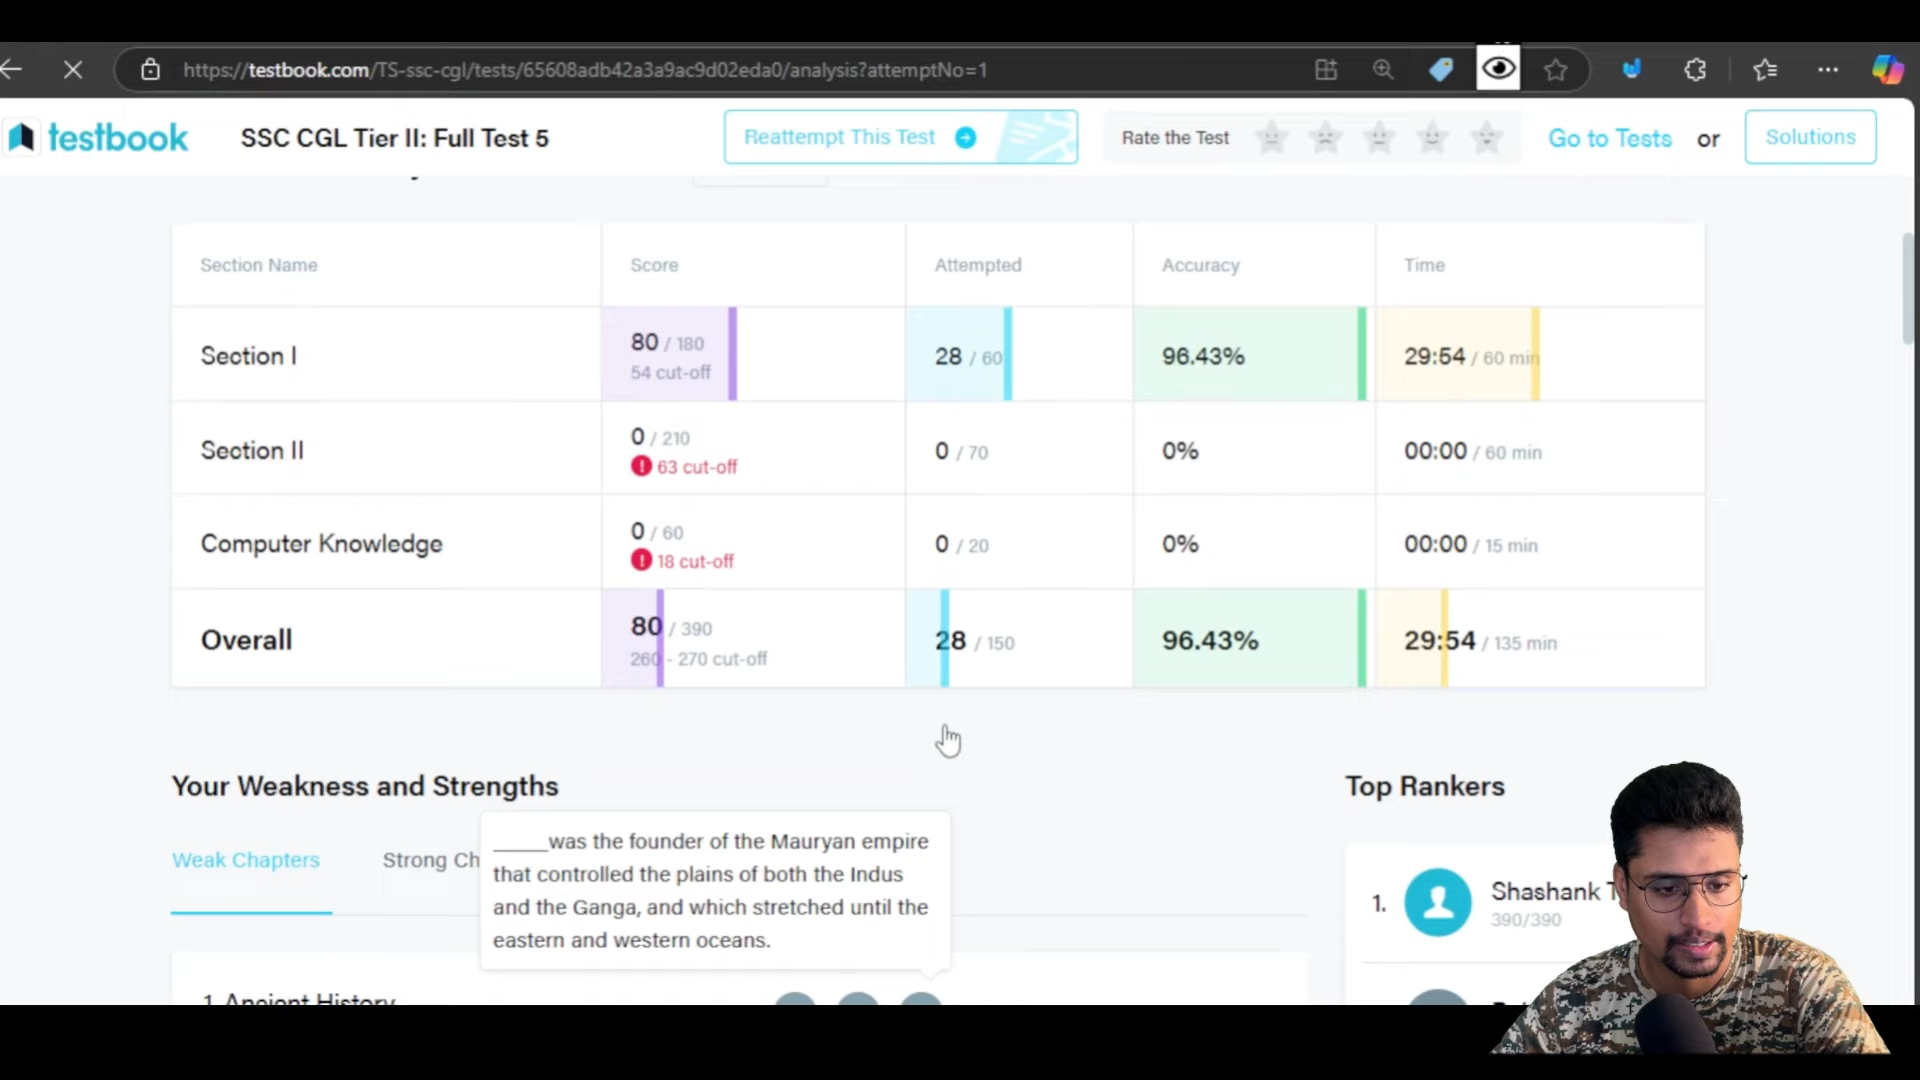 https://testbook.com/TS-ssc-cgl/tests/65608adb42a3a9ac9d02eda0/analysis?attemptNo=1
testbook
SSC CGL Tier II: Full Test 5
Reattempt This Test
Rate the Test
Go to Tests or Solutions
Section Name Score Attempted Accuracy Time
Section I 80 / 180 28 / 60 96.43% 29:54 / 60 min
54 cut-off
Section II 0 / 210 0 / 70 0% 00:00 / 60 min
63 cut-off
Computer Knowledge 0 / 60 0 / 20 0% 00:00 / 15 min
18 cut-off
Overall 80 / 390 28 / 150 96.43% 29:54 / 135 min
260 - 270 cut-off
Your Weakness and Strengths
Top Rankers
Weak Chapters Strong Ch
_____was the founder of the Mauryan empire
that controlled the plains of both the Indus
and the Ganga, and which stretched until the
eastern and western oceans.
1. Shashank T
390/390
1. Ancient History